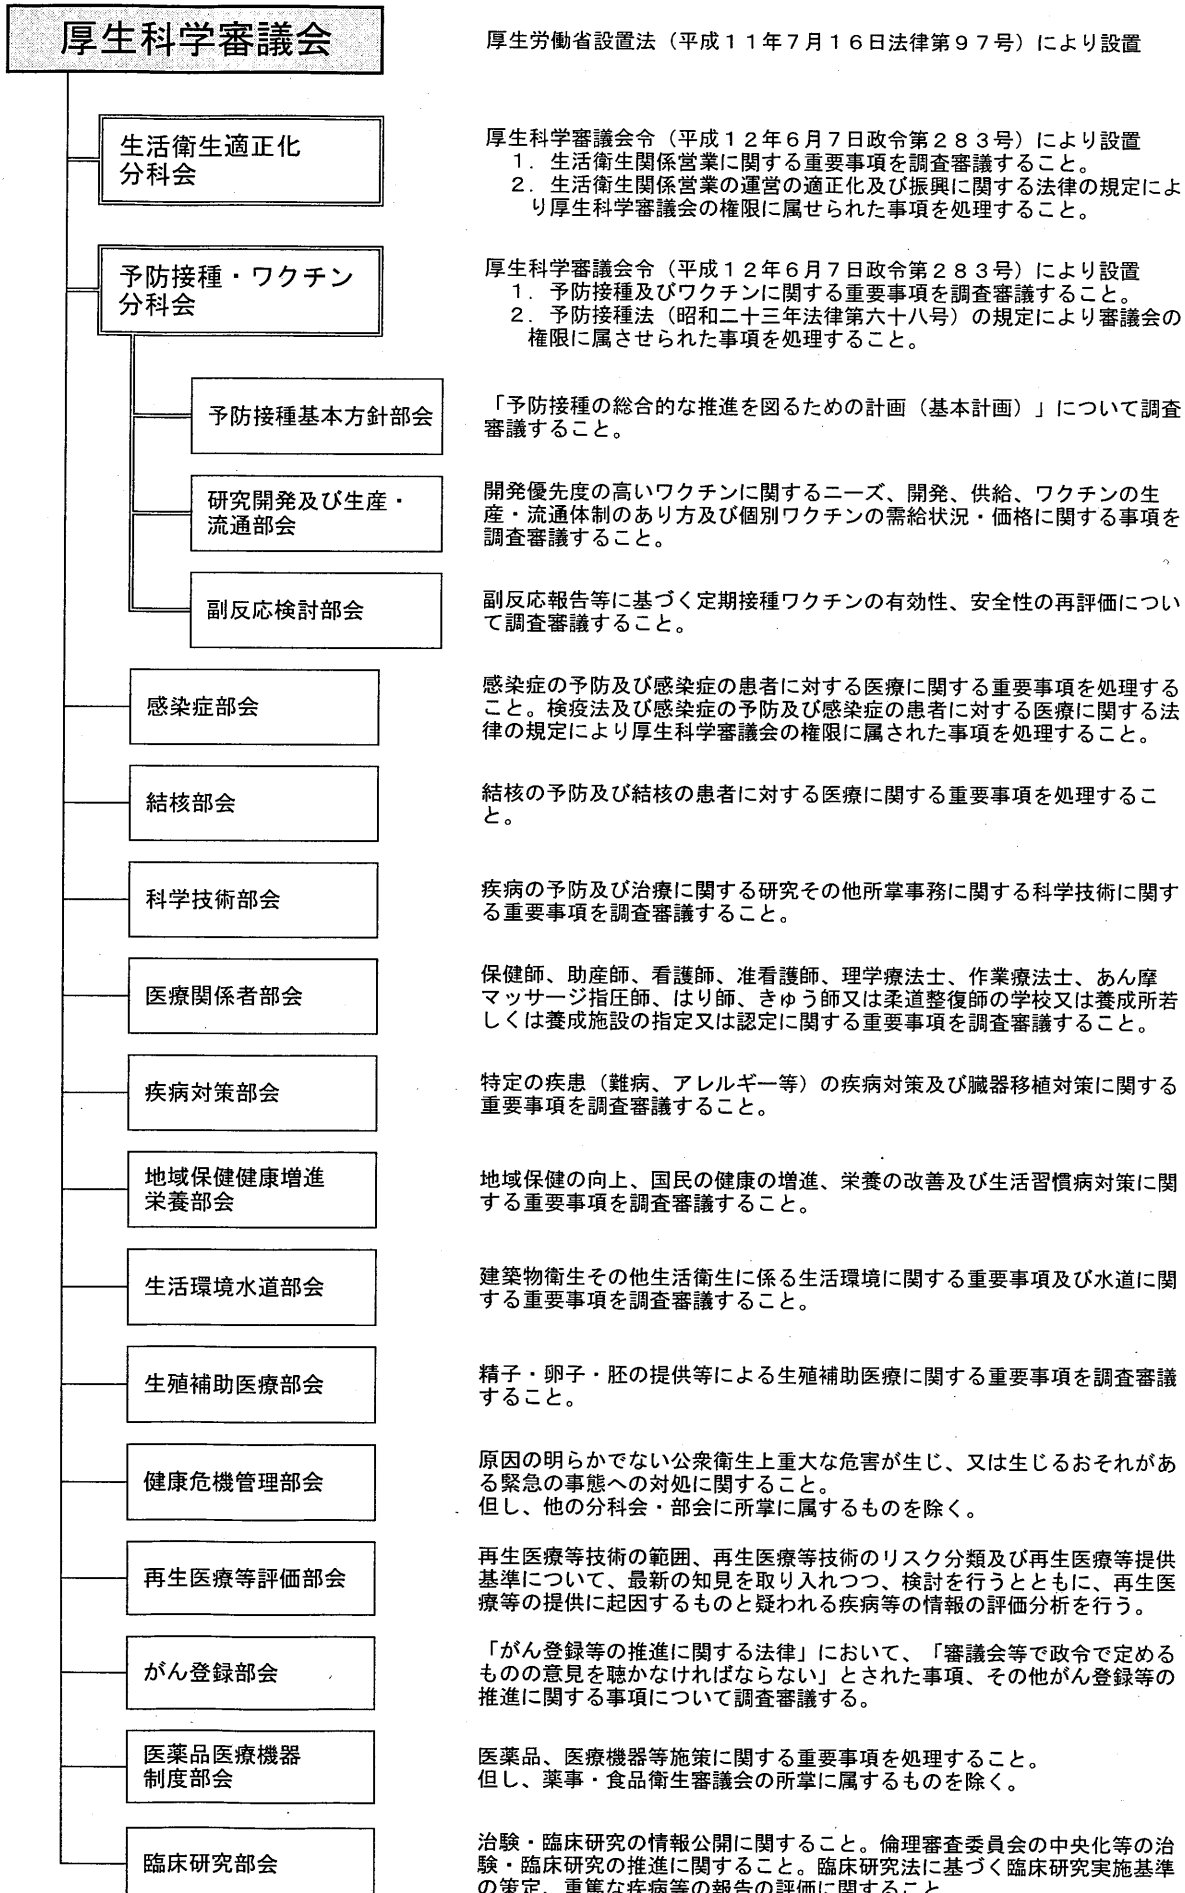 厚生科学審議会
厚生労働省設置法（平成１１年７月１６日法律第９７号）により設置
生活衛生適正化
分科会
厚生科学審議会令（平成１２年６月７日政令第２８３号）により設置
１．生活衛生関係営業に関する重要事項を調査審議すること。
２．生活衛生関係営業の運営の適正化及び振興に関する法律の規定によ
り厚生科学審議会の権限に属せられた事項を処理すること。
予防接種・ワクチン
分科会
厚生科学審議会令（平成１２年６月７日政令第２８３号）により設置
１．予防接種及びワクチンに関する重要事項を調査審議すること。
２．予防接種法（昭和二十三年法律第六十八号）の規定により審議会の
権限に属させられた事項を処理すること。
予防接種基本方針部会
「予防接種の総合的な推進を図るための計画（基本計画）」について調査
審議すること。
研究開発及び生産・
流通部会
開発優先度の高いワクチンに関するニーズ、開発、供給、ワクチンの生
産・流通体制のあり方及び個別ワクチンの需給状況・価格に関する事項を
調査審議すること。
副反応検討部会
副反応報告等に基づく定期接種ワクチンの有効性、安全性の再評価につい
て調査審議すること。
感染症部会
感染症の予防及び感染症の患者に対する医療に関する重要事項を処理する
こと。検疫法及び感染症の予防及び感染症の患者に対する医療に関する法
律の規定により厚生科学審議会の権限に属された事項を処理すること。
結核部会
結核の予防及び結核の患者に対する医療に関する重要事項を処理するこ
と。
科学技術部会
疾病の予防及び治療に関する研究その他所掌事務に関する科学技術に関す
る重要事項を調査審議すること。
医療関係者部会
保健師、助産師、看護師、准看護師、理学療法士、作業療法士、あん摩
マッサージ指圧師、はり師、きゅう師又は柔道整復師の学校又は養成所若
しくは養成施設の指定又は認定に関する重要事項を調査審議すること。
疾病対策部会
特定の疾患（難病、アレルギー等）の疾病対策及び臓器移植対策に関する
重要事項を調査審議すること。
地域保健健康増進
栄養部会
地域保健の向上、国民の健康の増進、栄養の改善及び生活習慣病対策に関
する重要事項を調査審議すること。
生活環境水道部会
建築物衛生その他生活衛生に係る生活環境に関する重要事項及び水道に関
する重要事項を調査審議すること。
生殖補助医療部会
精子・卵子・胚の提供等による生殖補助医療に関する重要事項を調査審議
すること。
健康危機管理部会
原因の明らかでない公衆衛生上重大な危害が生じ、又は生じるおそれがあ
る緊急の事態への対処に関すること。
但し、他の分科会・部会に所掌に属するものを除く。
再生医療等評価部会
再生医療等技術の範囲、再生医療等技術のリスク分類及び再生医療等提供
基準について、最新の知見を取り入れつつ、検討を行うとともに、再生医
療等の提供に起因するものと疑われる疾病等の情報の評価分析を行う。
がん登録部会
「がん登録等の推進に関する法律」において、「審議会等で政令で定める
ものの意見を聴かなければならない」とされた事項、その他がん登録等の
推進に関する事項について調査審議する。
医薬品医療機器
制度部会
医薬品、医療機器等施策に関する重要事項を処理すること。
但し、薬事・食品衛生審議会の所掌に属するものを除く。
臨床研究部会
治験・臨床研究の情報公開に関すること。倫理審査委員会の中央化等の治
験・臨床研究の推進に関すること。臨床研究法に基づく臨床研究実施基準
の策定、重篤な疾病等の報告の評価に関すること